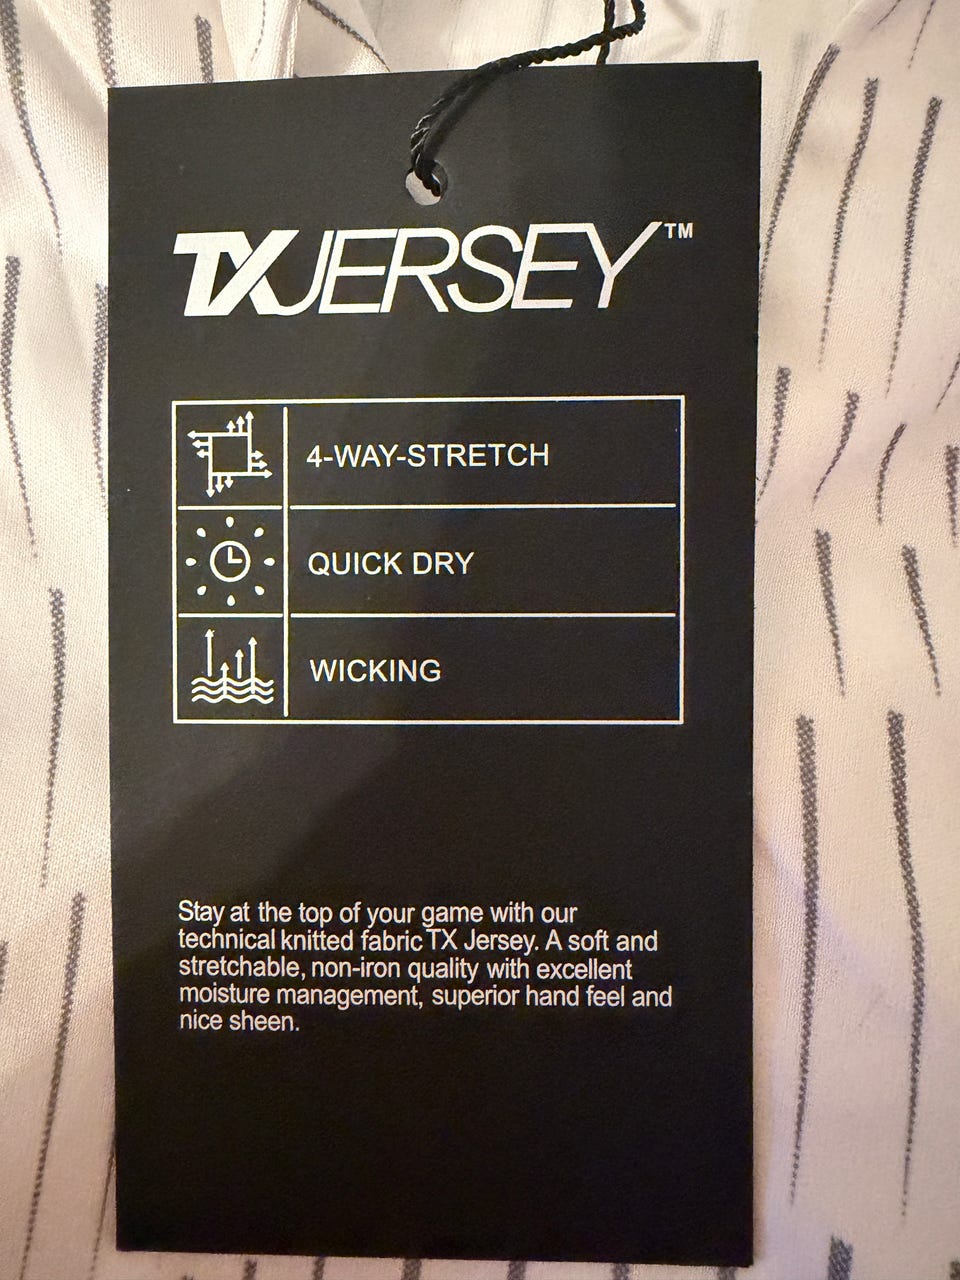 TXJERSEY™
4-WAY-STRETCH
QUICK DRY
WICKING
Stay at the top of your game with our
technical knitted fabric TX Jersey. A soft and
stretchable, non-iron quality with excellent
moisture management, superior hand feel and
nice sheen.